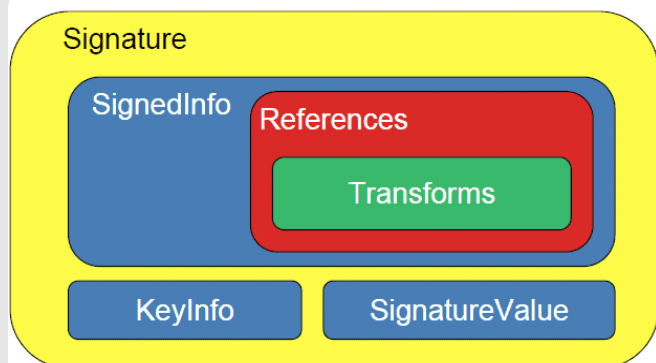 Signature
SignedInfo
References
Transforms
KeyInfo
SignatureValue